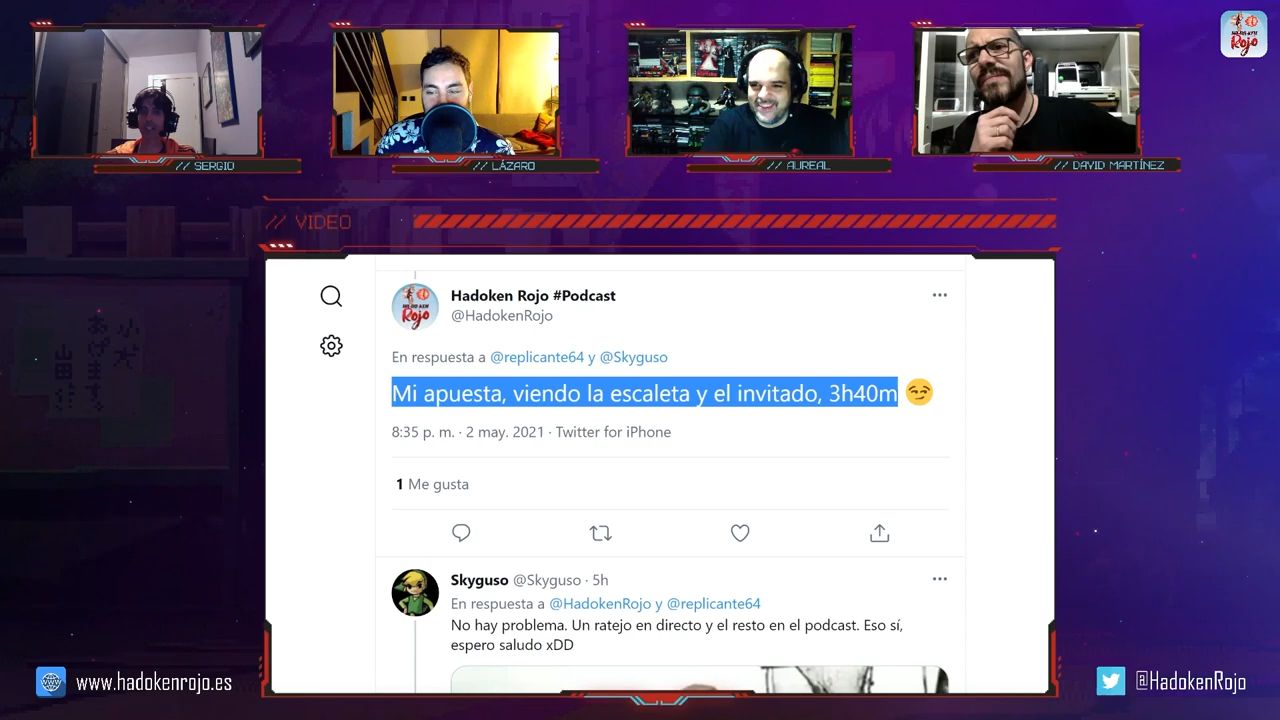 // SERGIO
// LÁZARO
// AUREAL
// DAVID MARTÍNEZ
Rojo
// VIDEO
Rojo
Hadoken Rojo #Podcast
@HadokenRojo
En respuesta a @replicante64 y @Skyguso
Mi apuesta, viendo la escaleta y el invitado, 3h40m 😏
8:35 p. m. · 2 may. 2021 · Twitter for iPhone
1 Me gusta
Skyguso @Skyguso · 5h
En respuesta a @HadokenRojo y @replicante64
No hay problema. Un ratejo en directo y el resto en el podcast. Eso sí,
espero saludo xDD
www.hadokenrojo.es
@HadokenRojo